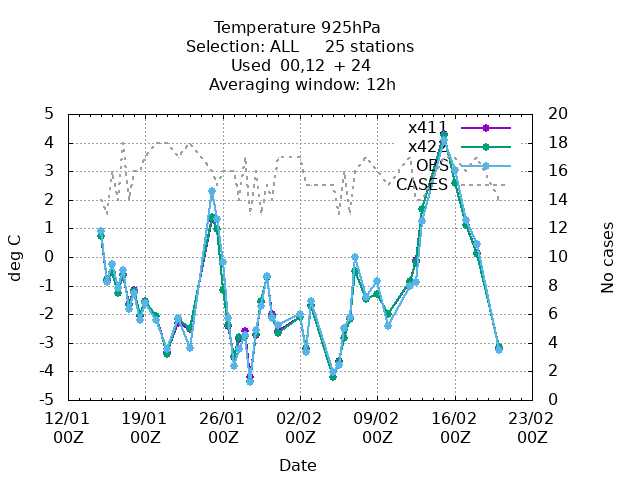 Temperature 925hPa
Selection: ALL 25 stations
Used 00,12 + 24
Averaging window: 12h
x411
x422
OBS
CASES
deg C
No cases
5
4
3
2
1
0
-1
-2
-3
-4
-5
20
18
16
14
12
10
8
6
4
2
0
12/01 19/01 26/01 02/02 09/02 16/02 23/02
00Z 00Z 00Z 00Z 00Z 00Z 00Z
Date